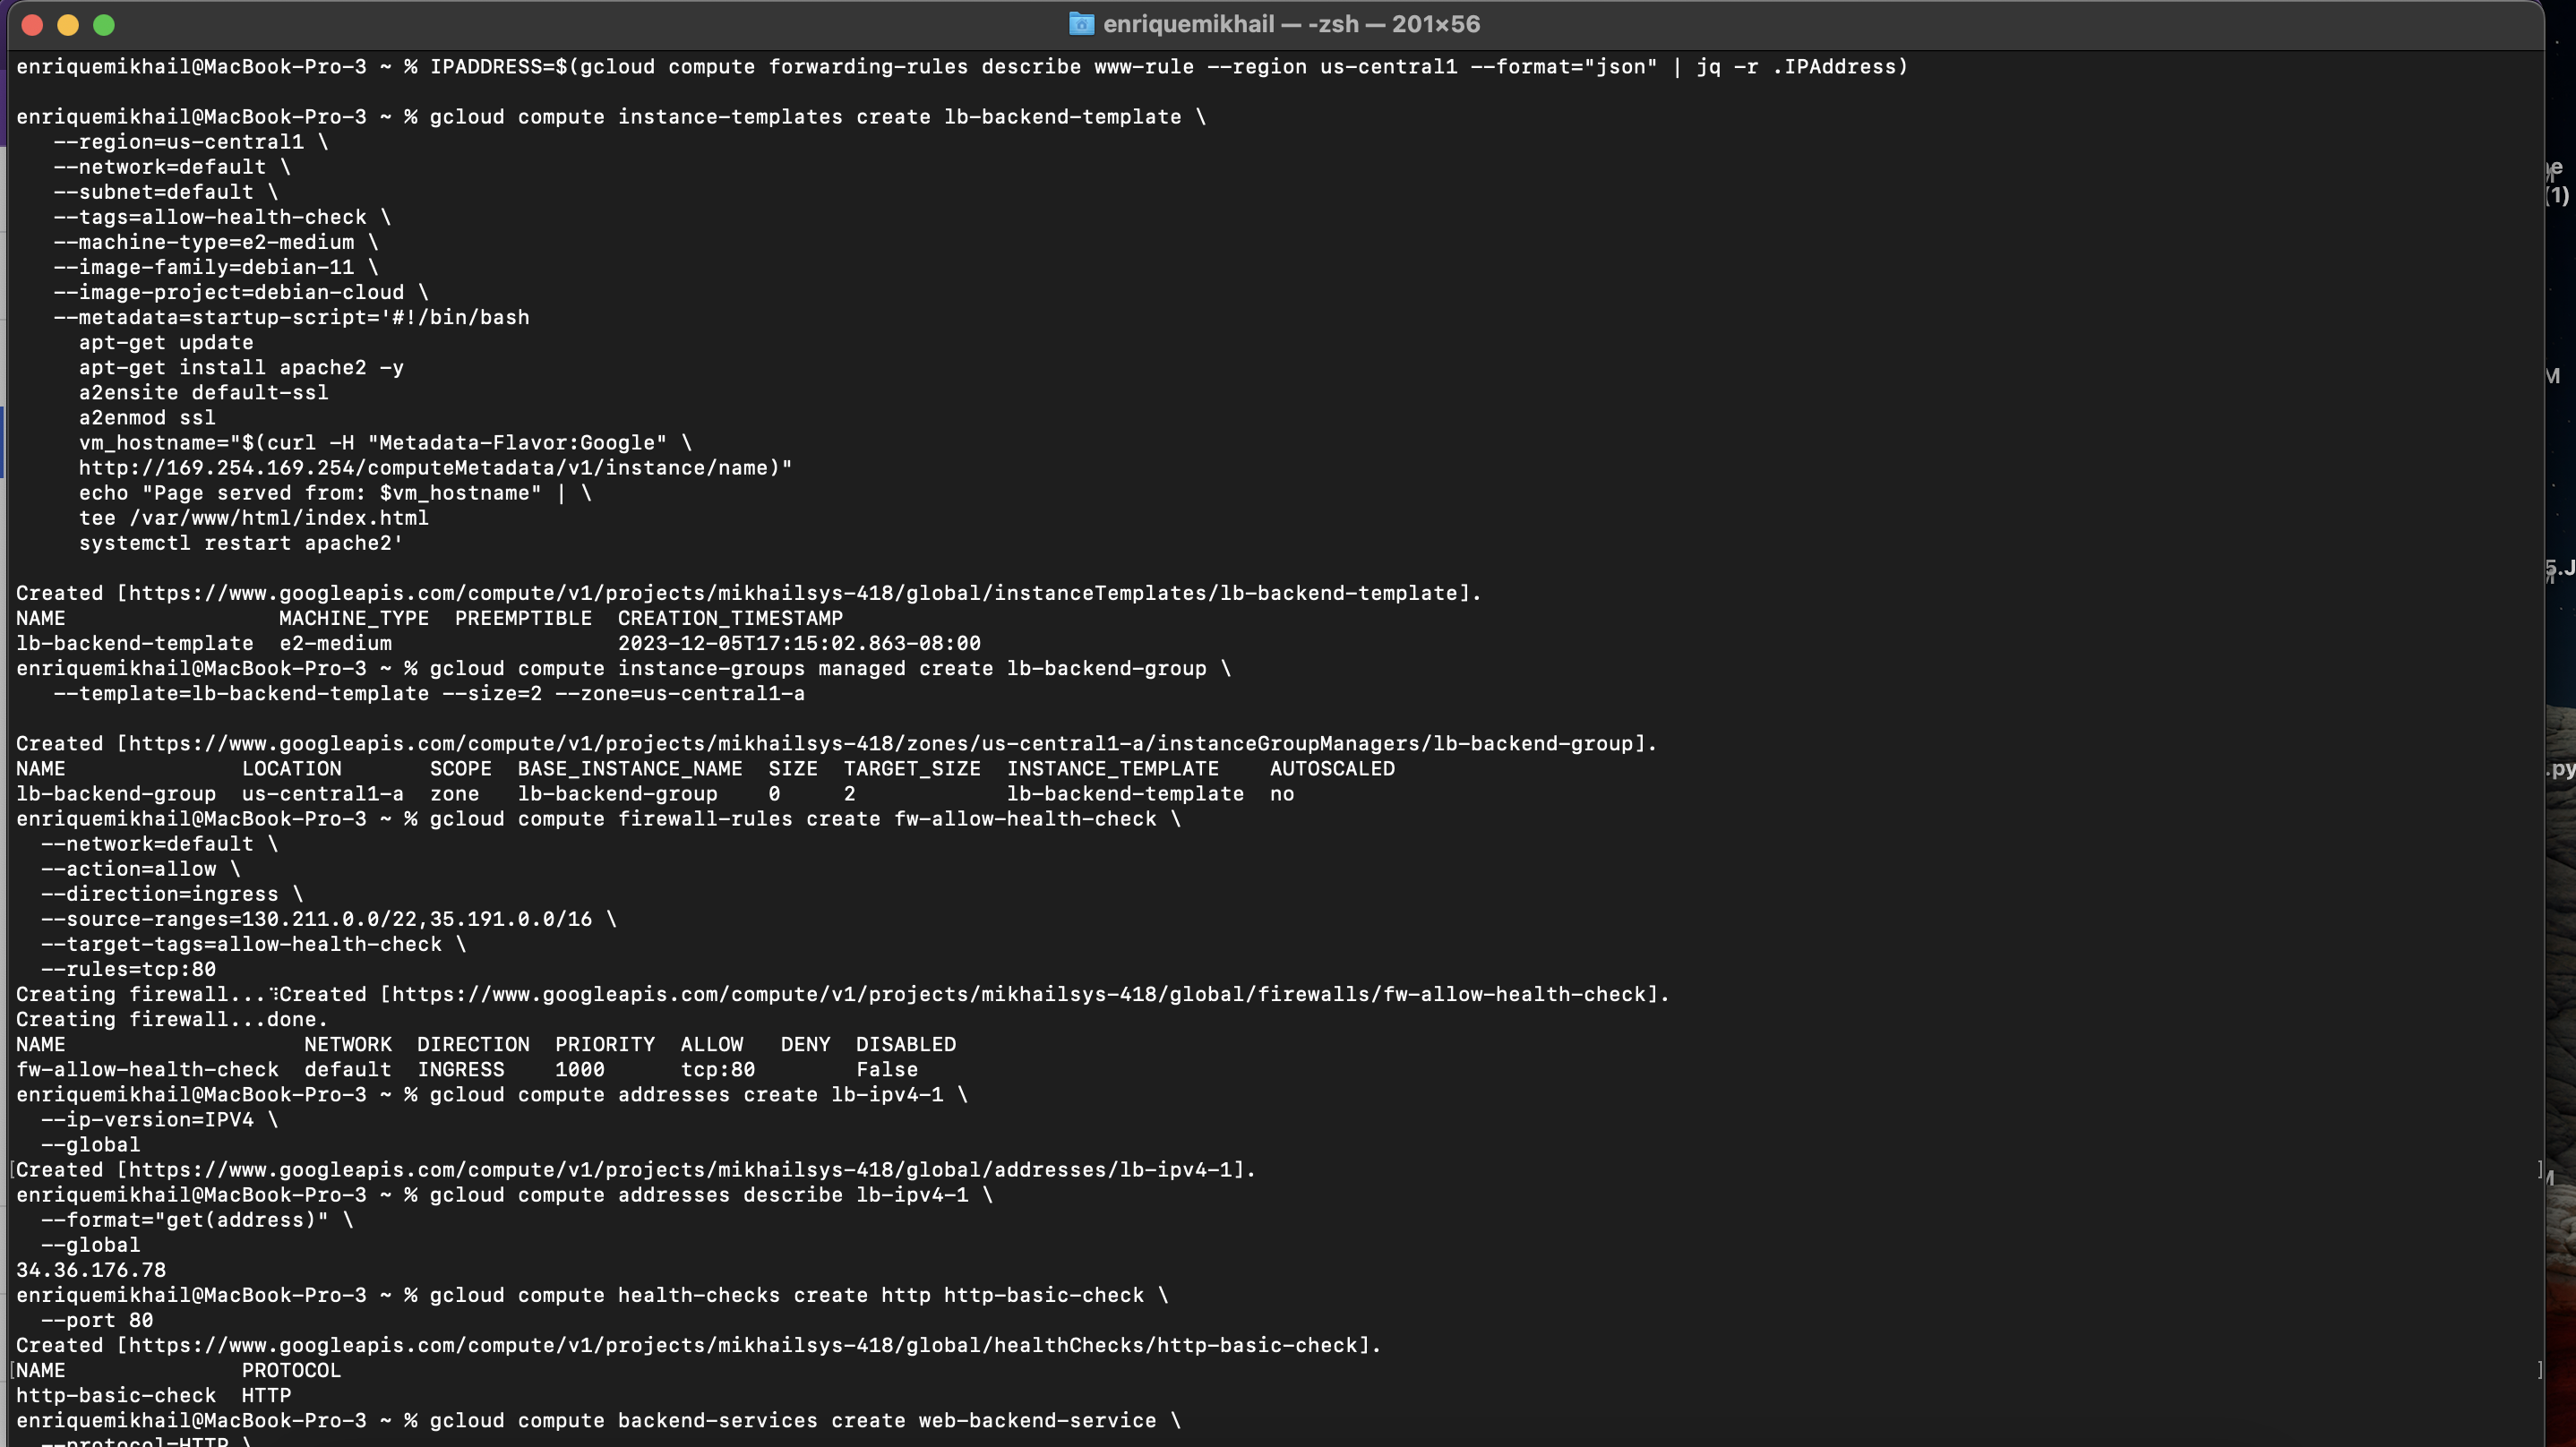 enriquemikhail — -zsh — 201×56
enriquemikhail@MacBook-Pro-3 ~ % IPADDRESS=$(gcloud compute forwarding-rules describe www-rule --region us-central1 --format="json" | jq -r .IPAddress)
enriquemikhail@MacBook-Pro-3 ~ % gcloud compute instance-templates create lb-backend-template \
--region=us-central1 \
--network=default \
--subnet=default \
--tags=allow-health-check \
--machine-type=e2-medium \
--image-family=debian-11 \
--image-project=debian-cloud \
--metadata=startup-script='#!/bin/bash
apt-get update
apt-get install apache2 -y
a2ensite default-ssl
a2enmod ssl
vm_hostname="$(curl -H "Metadata-Flavor:Google" \
http://169.254.169.254/computeMetadata/v1/instance/name)"
echo "Page served from: $vm_hostname" | \
tee /var/www/html/index.html
systemctl restart apache2'
Created [https://www.googleapis.com/compute/v1/projects/mikhailsys-418/global/instanceTemplates/lb-backend-template].
NAME MACHINE_TYPE PREEMPTIBLE CREATION_TIMESTAMP
lb-backend-template e2-medium 2023-12-05T17:15:02.863-08:00
enriquemikhail@MacBook-Pro-3 ~ % gcloud compute instance-groups managed create lb-backend-group \
--template=lb-backend-template --size=2 --zone=us-central1-a
Created [https://www.googleapis.com/compute/v1/projects/mikhailsys-418/zones/us-central1-a/instanceGroupManagers/lb-backend-group].
NAME LOCATION SCOPE BASE_INSTANCE_NAME SIZE TARGET_SIZE INSTANCE_TEMPLATE AUTOSCALED
lb-backend-group us-central1-a zone lb-backend-group 0 2 lb-backend-template no
enriquemikhail@MacBook-Pro-3 ~ % gcloud compute firewall-rules create fw-allow-health-check \
--network=default \
--action=allow \
--direction=ingress \
--source-ranges=130.211.0.0/22,35.191.0.0/16 \
--target-tags=allow-health-check \
--rules=tcp:80
Creating firewall...⠹Created [https://www.googleapis.com/compute/v1/projects/mikhailsys-418/global/firewalls/fw-allow-health-check].
Creating firewall...done.
NAME NETWORK DIRECTION PRIORITY ALLOW DENY DISABLED
fw-allow-health-check default INGRESS 1000 tcp:80 False
enriquemikhail@MacBook-Pro-3 ~ % gcloud compute addresses create lb-ipv4-1 \
--ip-version=IPV4 \
--global
[Created [https://www.googleapis.com/compute/v1/projects/mikhailsys-418/global/addresses/lb-ipv4-1]. ]
enriquemikhail@MacBook-Pro-3 ~ % gcloud compute addresses describe lb-ipv4-1 \
--format="get(address)" \
--global
34.36.176.78
enriquemikhail@MacBook-Pro-3 ~ % gcloud compute health-checks create http http-basic-check \
--port 80
Created [https://www.googleapis.com/compute/v1/projects/mikhailsys-418/global/healthChecks/http-basic-check].
[NAME PROTOCOL ]
http-basic-check HTTP
enriquemikhail@MacBook-Pro-3 ~ % gcloud compute backend-services create web-backend-service \
--protocol=HTTP \
(1)
.py